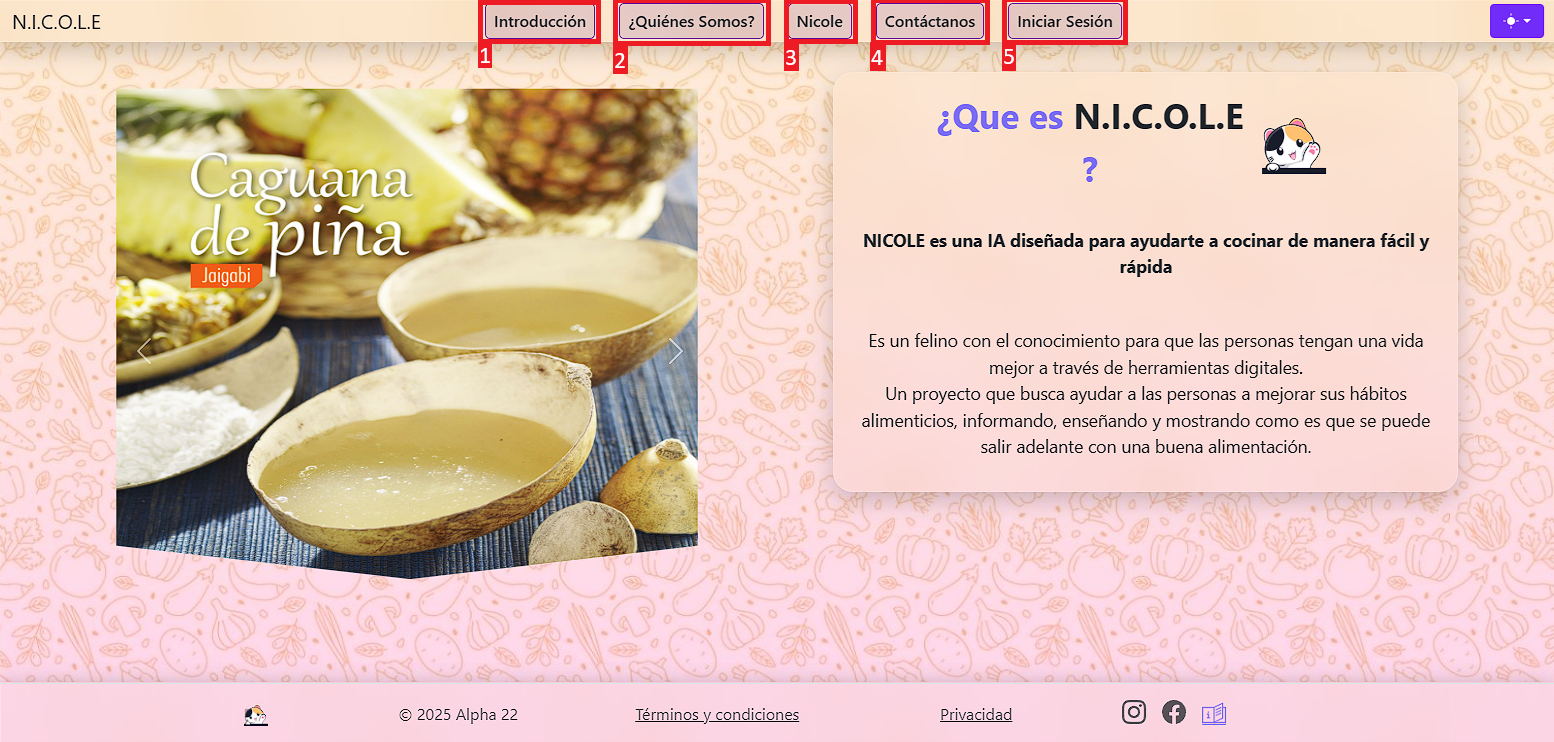 N.I.C.O.L.E
Introducción
¿Quiénes Somos?
Nicole
Contáctanos
Iniciar Sesión
1
2
3
4
5
Caguana
de piña
Jaigabi
¿Que es N.I.C.O.L.E
?
NICOLE es una IA diseñada para ayudarte a cocinar de manera fácil y
rápida
Es un felino con el conocimiento para que las personas tengan una vida
mejor a través de herramientas digitales.
Un proyecto que busca ayudar a las personas a mejorar sus hábitos
alimenticios, informando, enseñando y mostrando como es que se puede
salir adelante con una buena alimentación.
© 2025 Alpha 22
Términos y condiciones
Privacidad